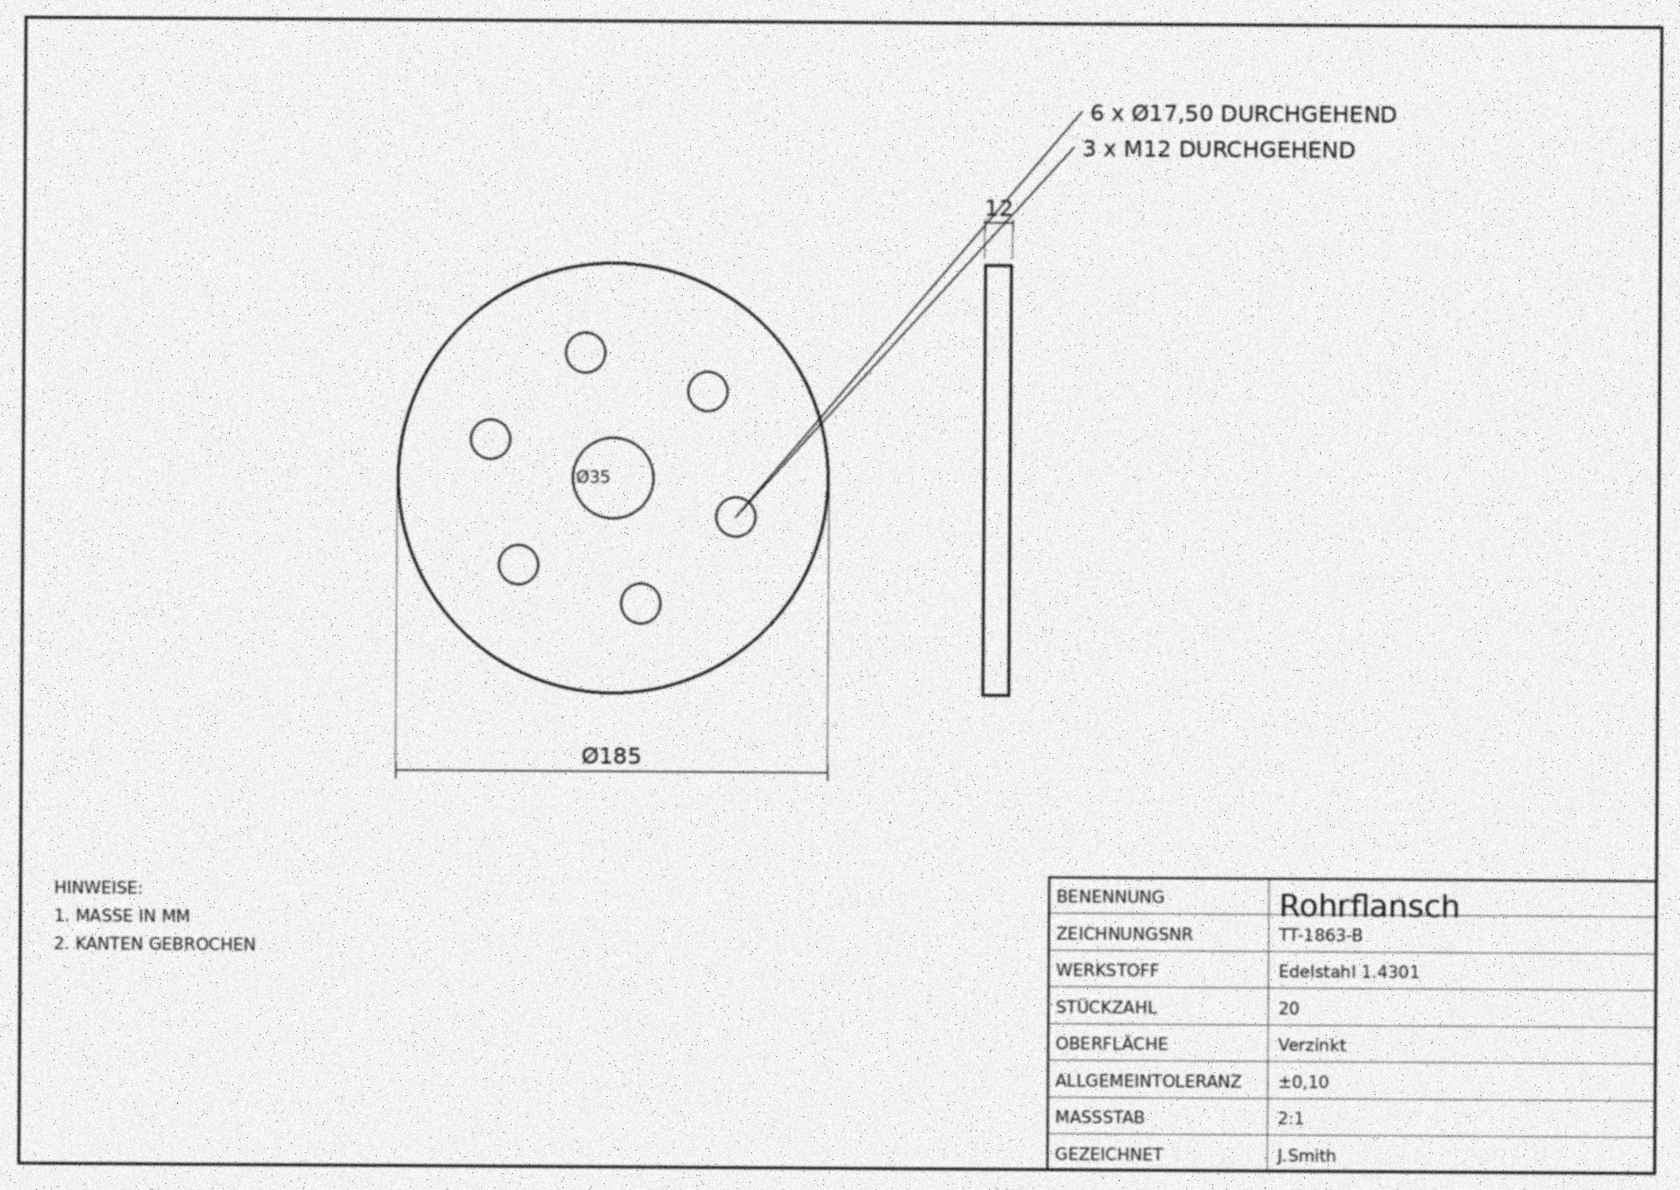 6 x Ø17,50 DURCHGEHEND
3 x M12 DURCHGEHEND
12
Ø35
Ø185
HINWEISE:
1. MASSE IN MM
2. KANTEN GEBROCHEN
BENENNUNG Rohrflansch
ZEICHNUNGSNR TT-1863-B
WERKSTOFF Edelstahl 1.4301
STÜCKZAHL 20
OBERFLÄCHE Verzinkt
ALLGEMEINTOLERANZ ±0,10
MASSSTAB 2:1
GEZEICHNET J.Smith